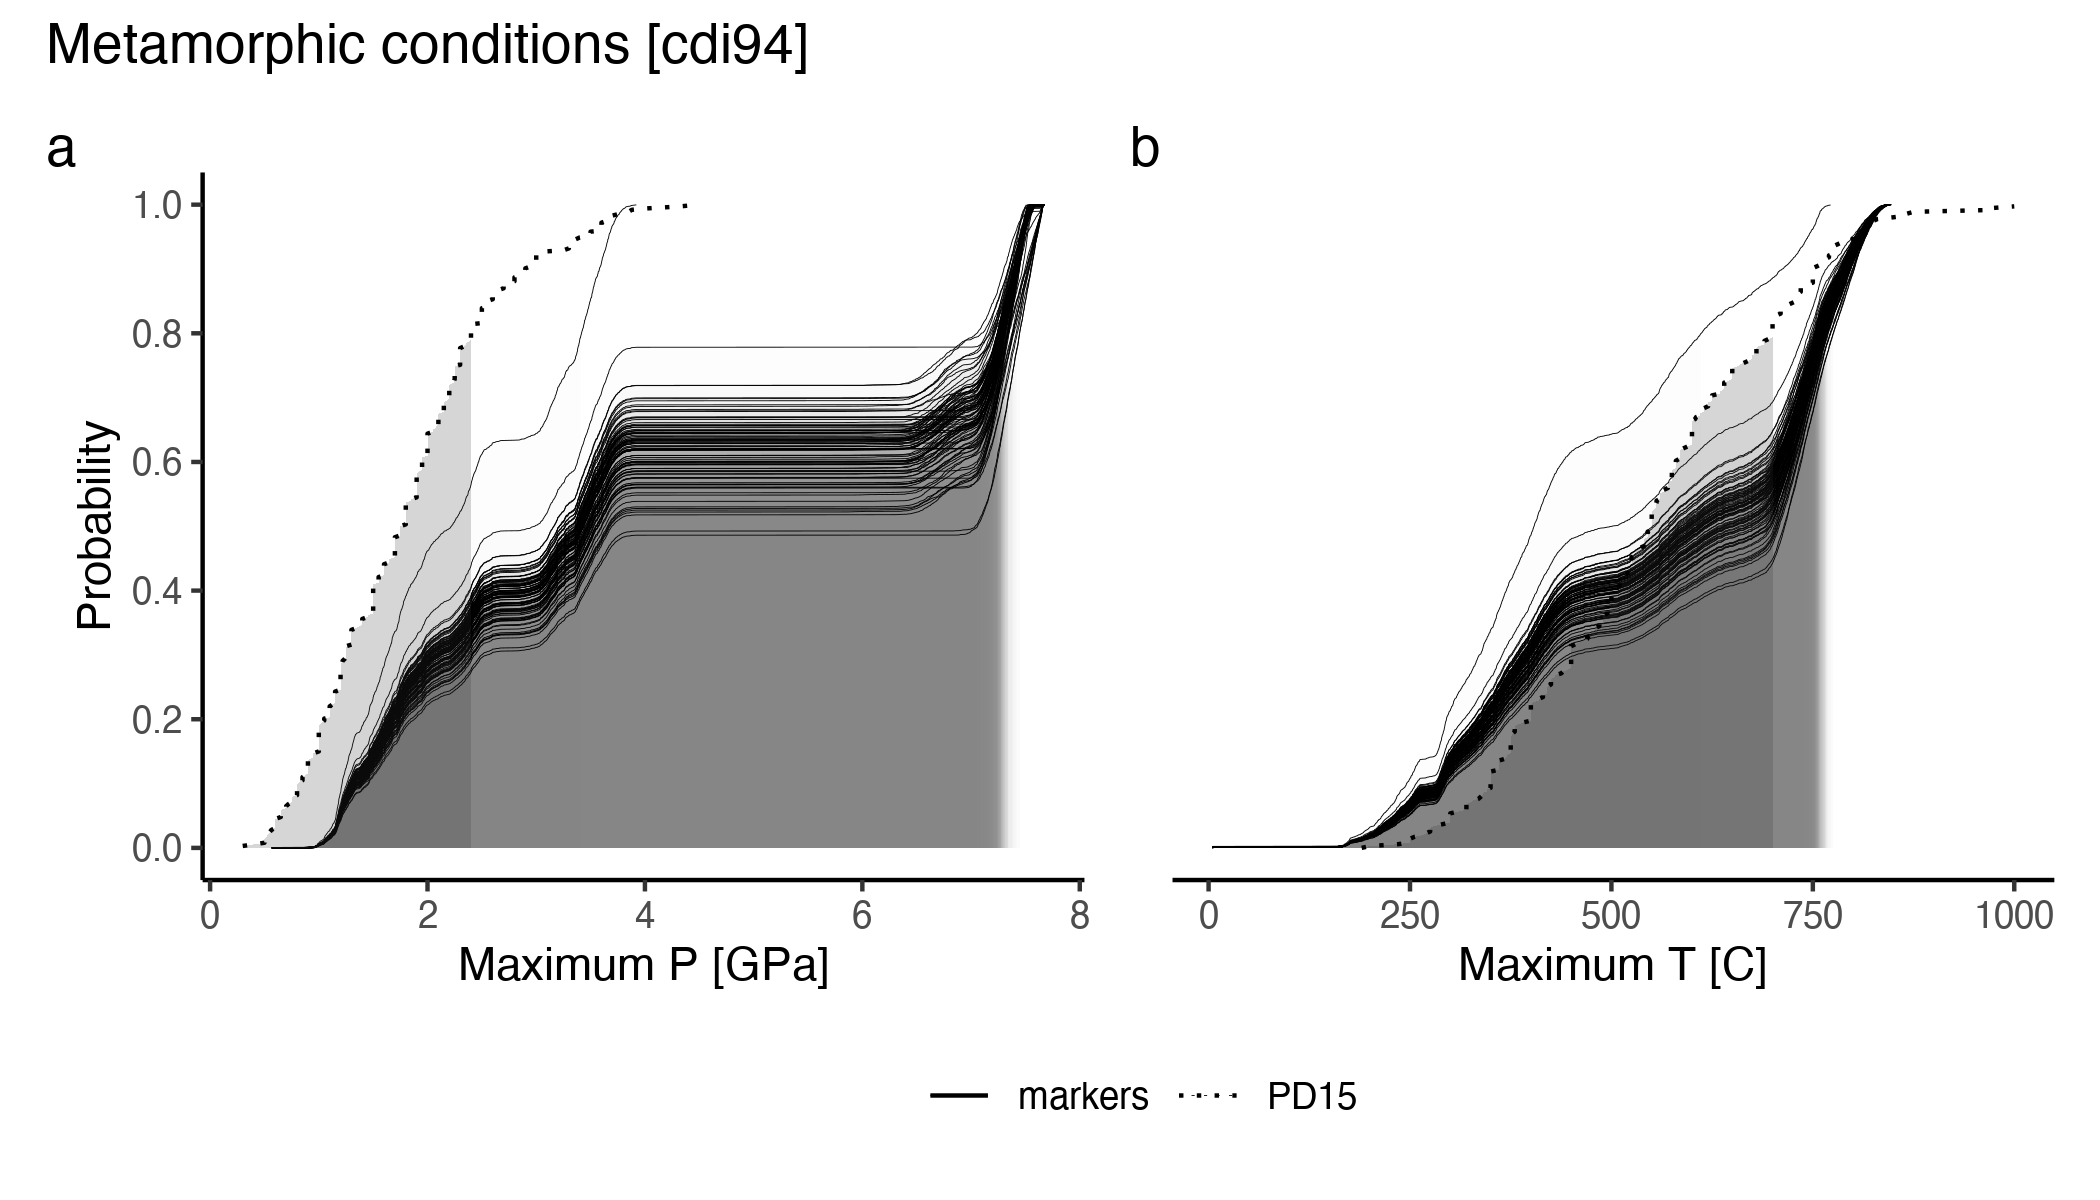 Metamorphic conditions [cdi94]
a
b
Probability
1.0
0.8
0.6
0.4
0.2
0.0
0 2 4 6 8
0 250 500 750 1000
Maximum P [GPa]
Maximum T [C]
markers PD15